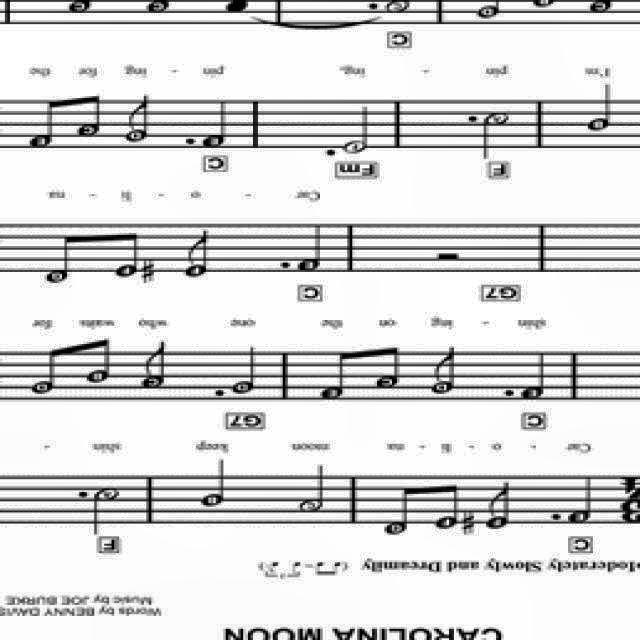 CAROLINA MOON
Words by BENNY DAVIS
Music by JOE BURKE
Moderately Slowly and Dreamily
C F
Car - o - li - na moon keep shin -
C G7
shin - ing on the one who waits for
G7 C
Car - o - li - na
F Fm C
I'm pin - ing, pin - ing for the
C